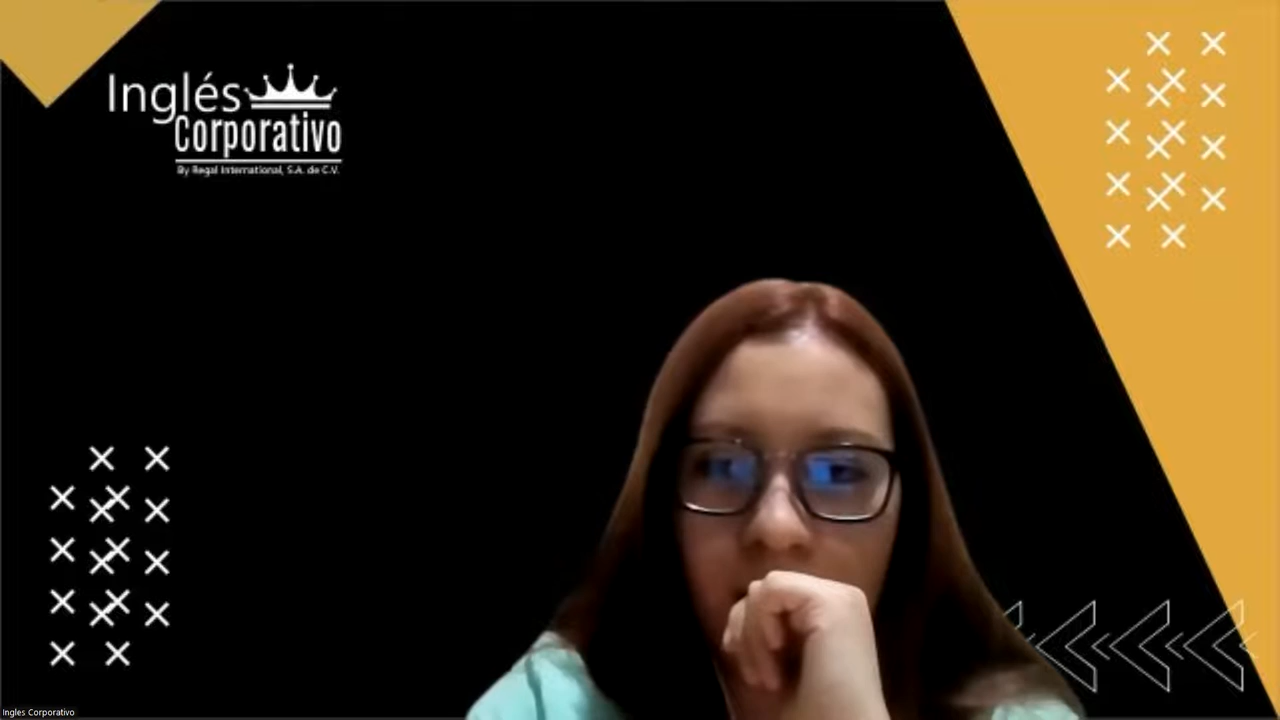 Inglés
Corporativo
By Regal International, S.A. de C.V.
Ingles Corporativo